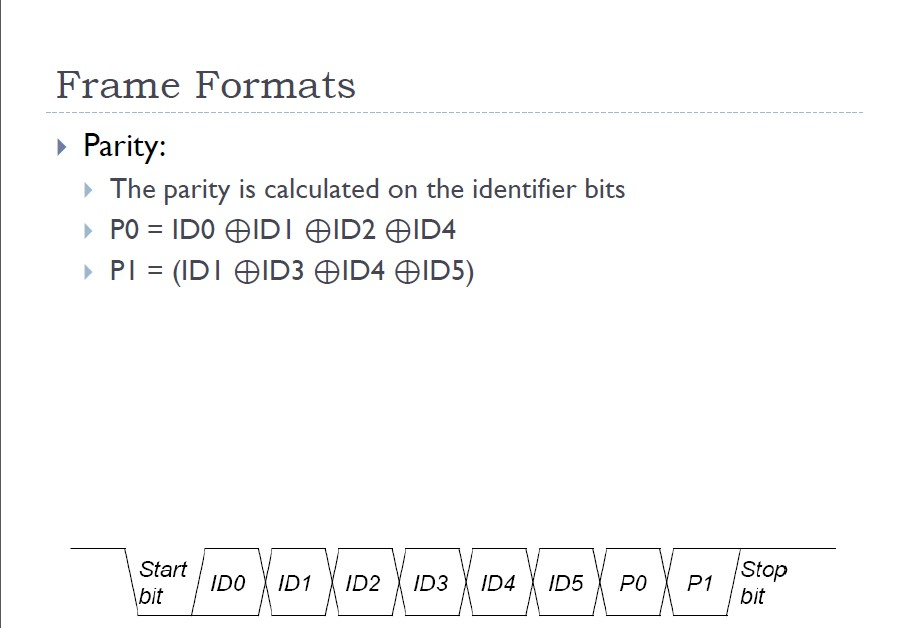 Frame Formats
Parity:
The parity is calculated on the identifier bits
P0 = ID0 ⊕ID1 ⊕ID2 ⊕ID4
P1 = (ID1 ⊕ID3 ⊕ID4 ⊕ID5)
Start bit ID0 ID1 ID2 ID3 ID4 ID5 P0 P1 Stop bit